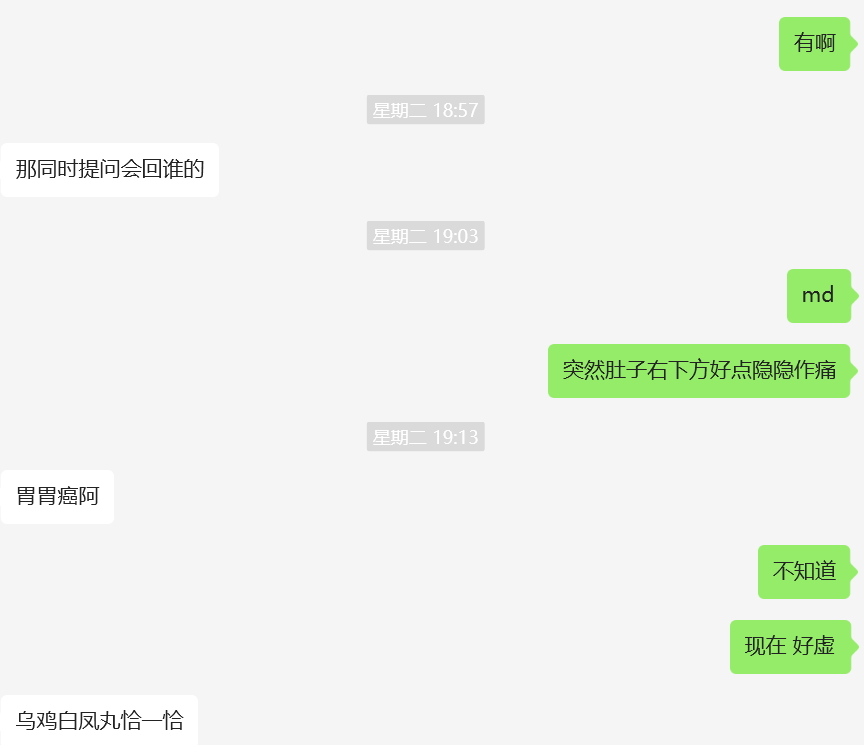 有啊
星期二 18:57
那同时提问会回谁的
星期二 19:03
md
突然肚子右下方好点隐隐作痛
星期二 19:13
胃胃癌阿
不知道
现在 好虚
乌鸡白凤丸恰一恰